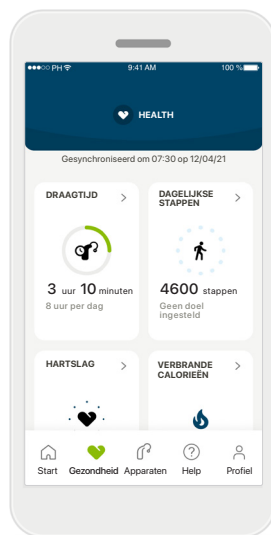 ●●●○○ PH 9:41 AM 100 %
HEALTH
Gesynchroniseerd om 07:30 op 12/04/21
DRAAGTIJD >
3 uur 10 minuten
8 uur per dag
DAGELIJKSE
STAPPEN >
4600 stappen
Geen doel
ingesteld
HARTSLAG >
VERBRANDE
CALORIEËN >
Start Gezondheid Apparaten Help Profiel